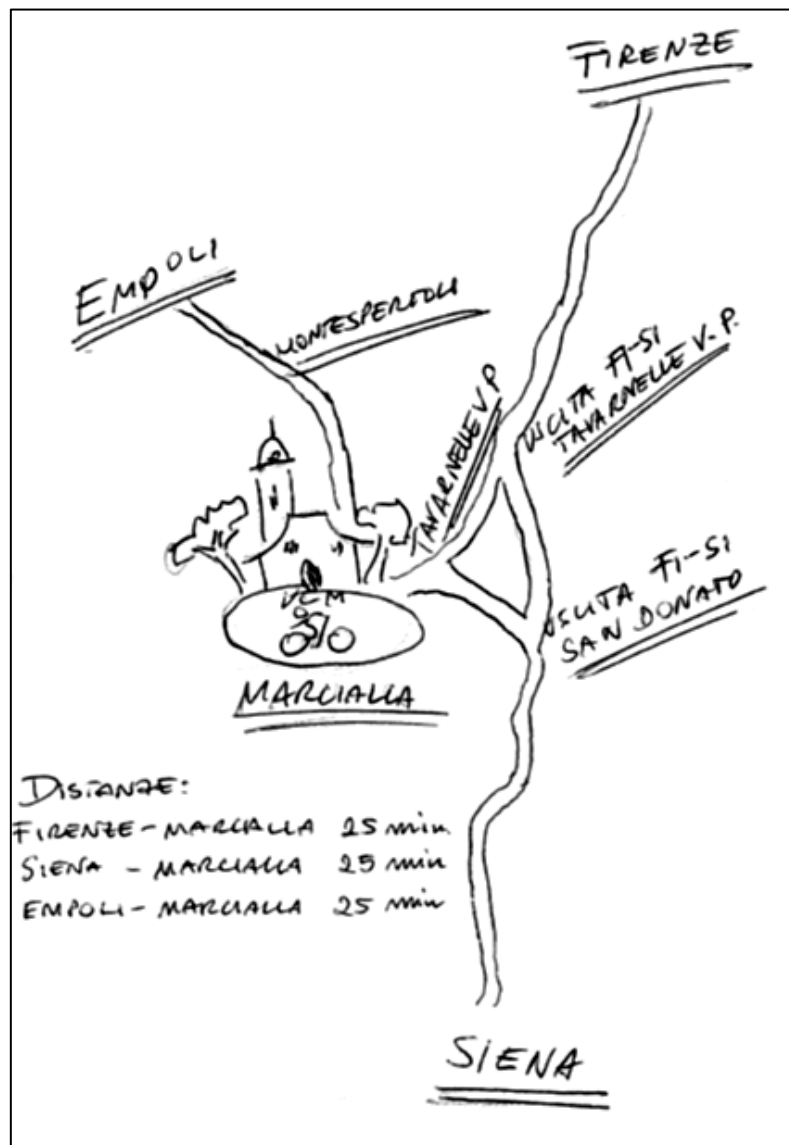 FIRENZE
EMPOLI
MONTESPERTOLI
TAVARNELLE V.P.
USCITA FI-SI
TAVARNELLE V.P.
USCITA FI-SI
SAN DONATO
UCM
MARCIALLA
DISTANZE:
FIRENZE - MARCIALLA 25 min
SIENA - MARCIALLA 25 min
EMPOLI - MARCIALLA 25 min
SIENA